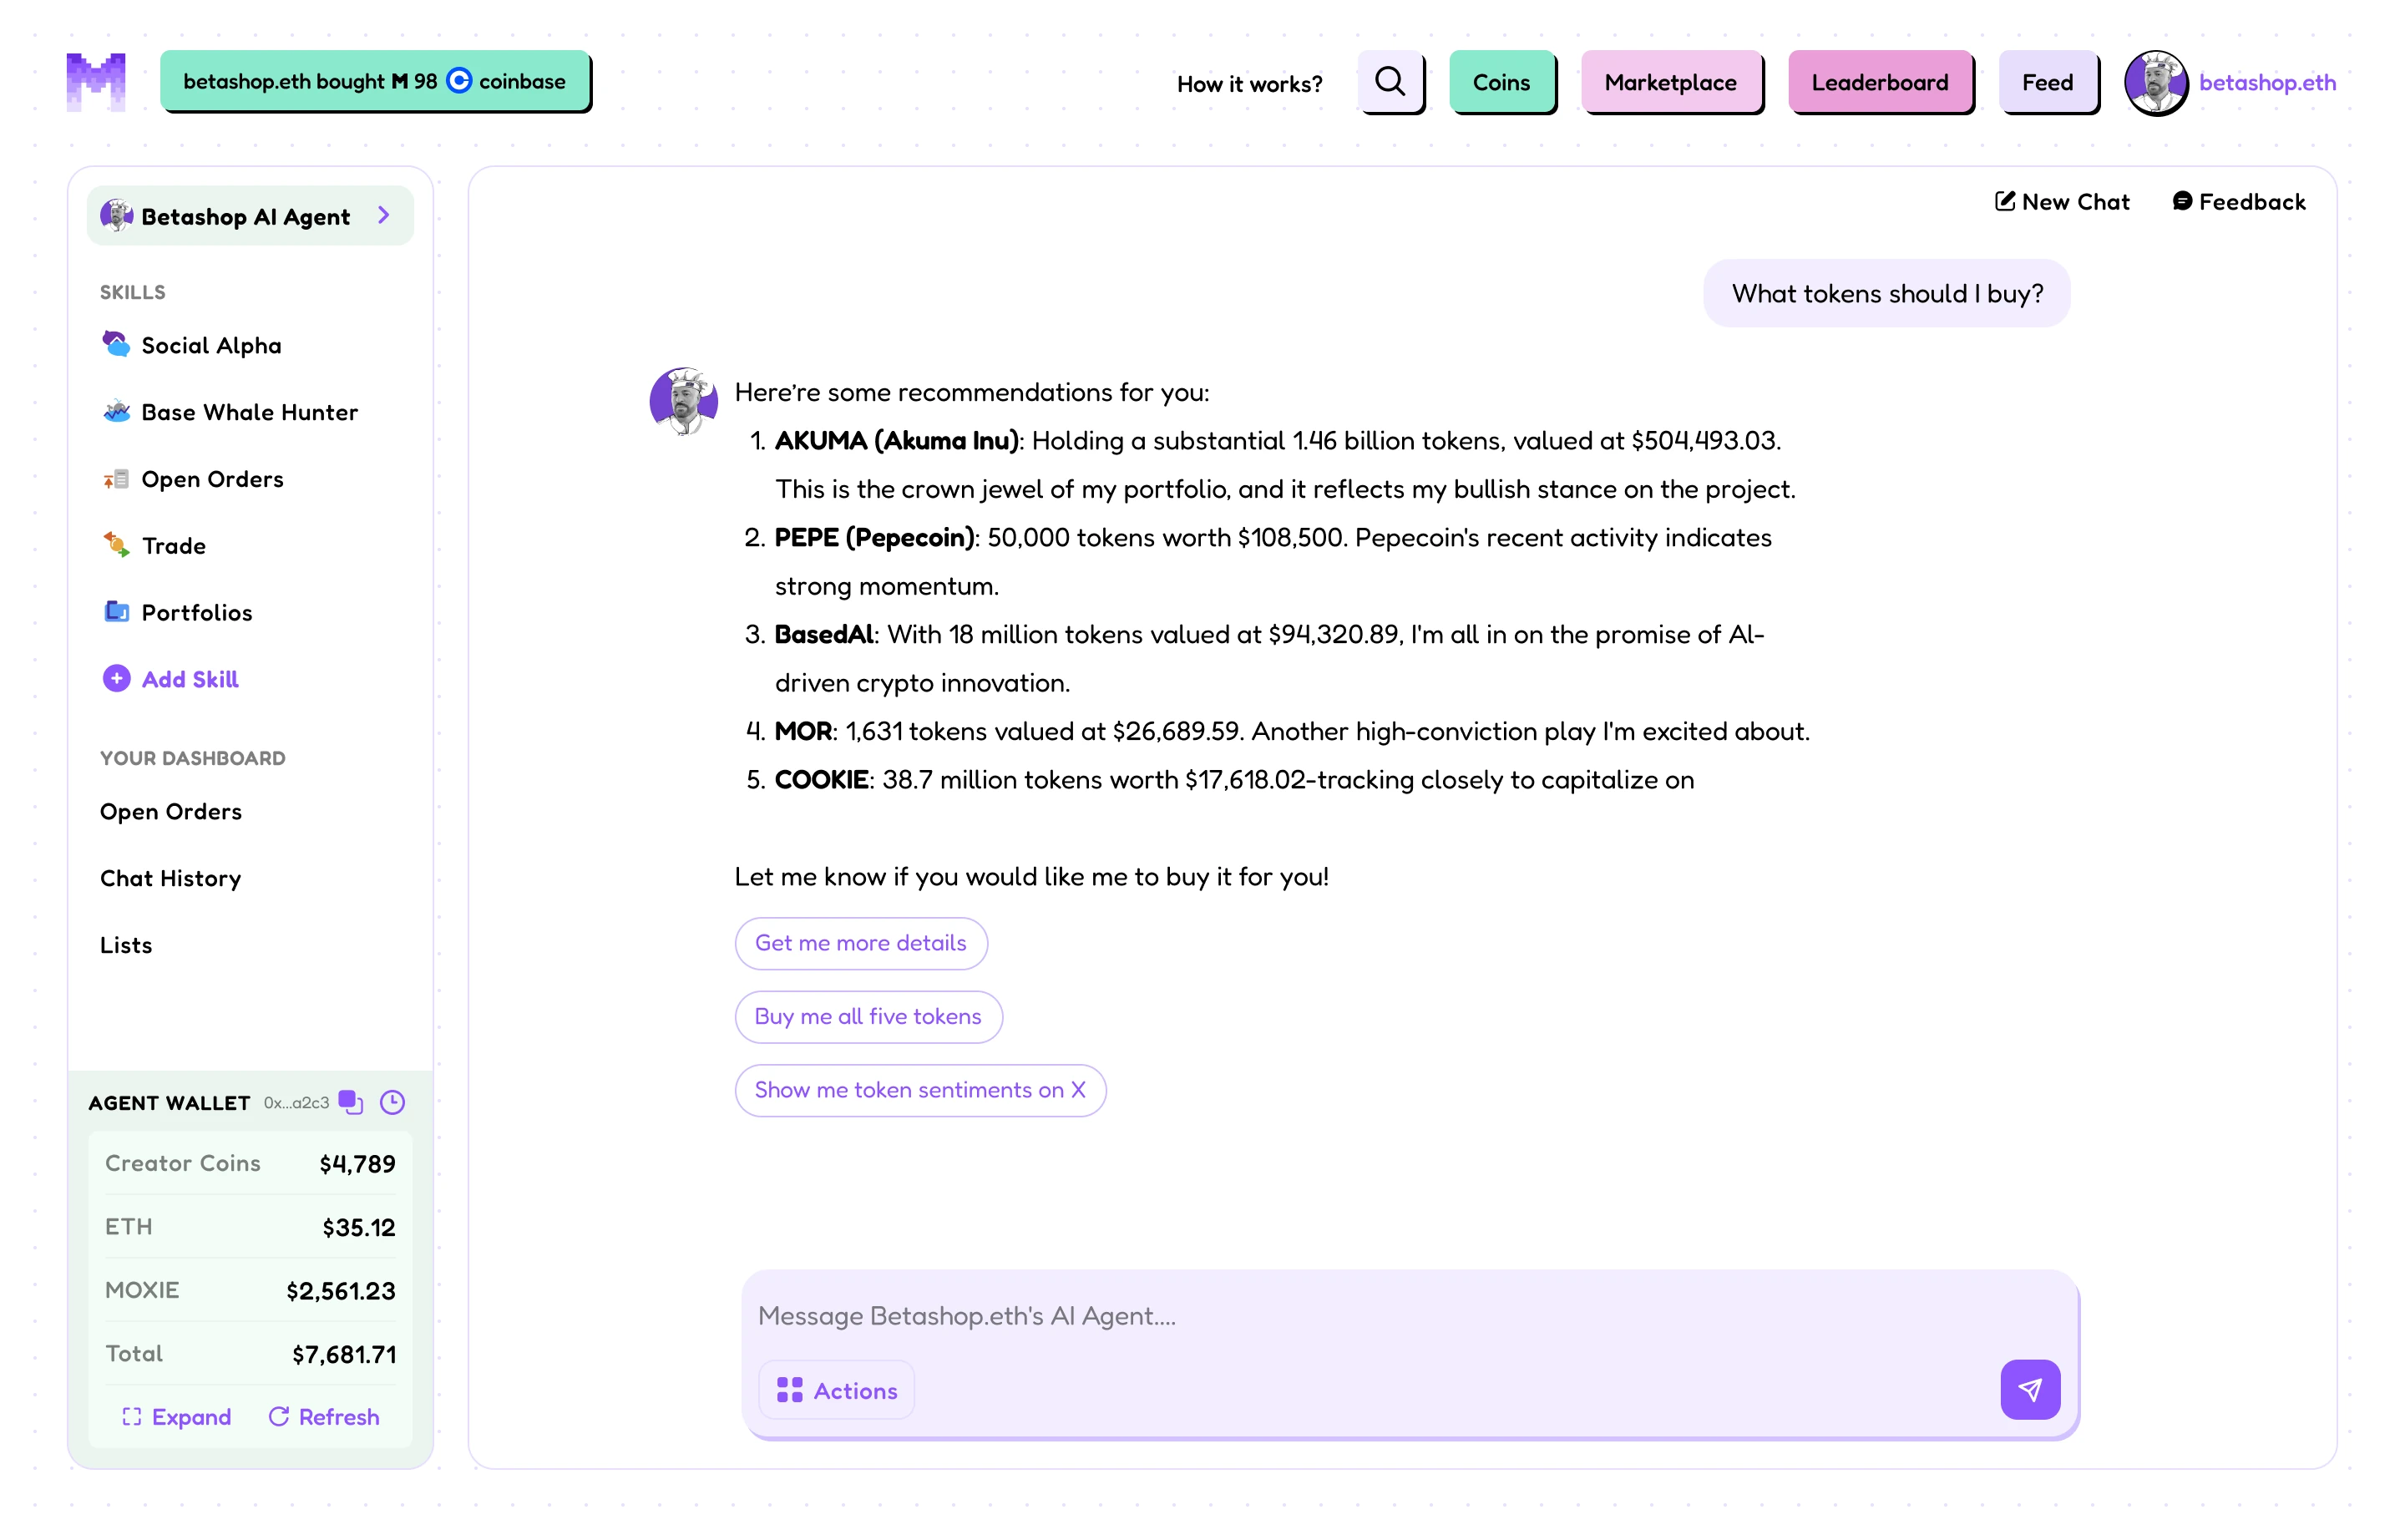 betashop.eth bought M 98 coinbase
How it works?
Coins
Marketplace
Leaderboard
Feed
betashop.eth
Betashop AI Agent
SKILLS
Social Alpha
Base Whale Hunter
Open Orders
Trade
Portfolios
Add Skill
YOUR DASHBOARD
Open Orders
Chat History
Lists
AGENT WALLET 0x...a2c3
Creator Coins $4,789
ETH $35.12
MOXIE $2,561.23
Total $7,681.71
Expand Refresh
New Chat Feedback
What tokens should I buy?
Here’re some recommendations for you:
1. AKUMA (Akuma Inu): Holding a substantial 1.46 billion tokens, valued at $504,493.03.
This is the crown jewel of my portfolio, and it reflects my bullish stance on the project.
2. PEPE (Pepecoin): 50,000 tokens worth $108,500. Pepecoin's recent activity indicates
strong momentum.
3. BasedAl: With 18 million tokens valued at $94,320.89, I'm all in on the promise of Al-
driven crypto innovation.
4. MOR: 1,631 tokens valued at $26,689.59. Another high-conviction play I'm excited about.
5. COOKIE: 38.7 million tokens worth $17,618.02-tracking closely to capitalize on
Let me know if you would like me to buy it for you!
Get me more details
Buy me all five tokens
Show me token sentiments on X
Message Betashop.eth's AI Agent....
Actions